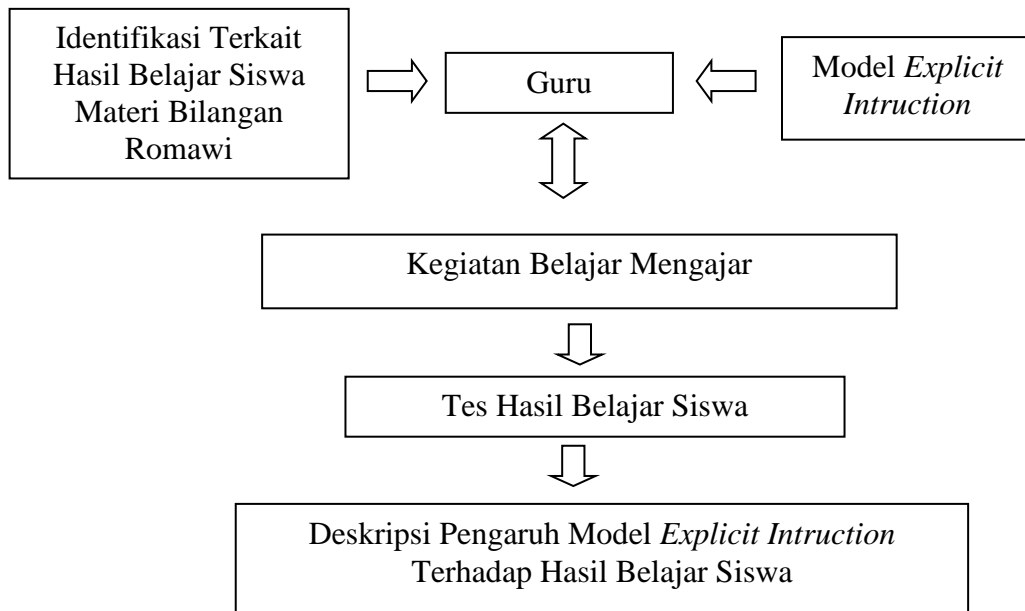 Identifikasi Terkait
Hasil Belajar Siswa
Materi Bilangan
Romawi
Guru
Model Explicit
Intruction
Kegiatan Belajar Mengajar
Tes Hasil Belajar Siswa
Deskripsi Pengaruh Model Explicit Intruction
Terhadap Hasil Belajar Siswa